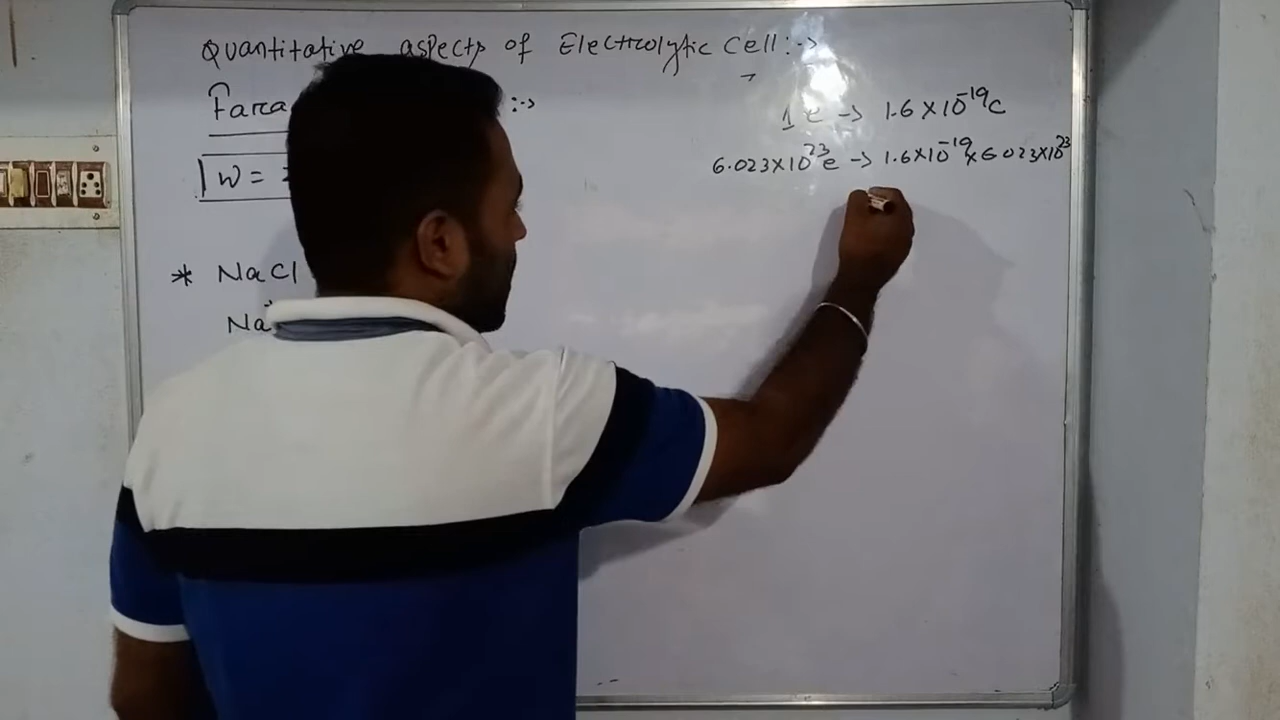 Quantitative aspects of Electrolytic Cell:->
:->
W =
* NaCl
Na+
1 e -> 1.6×10⁻¹⁹C
6.023×10²³e -> 1.6×10⁻¹⁹×6.023×10²³